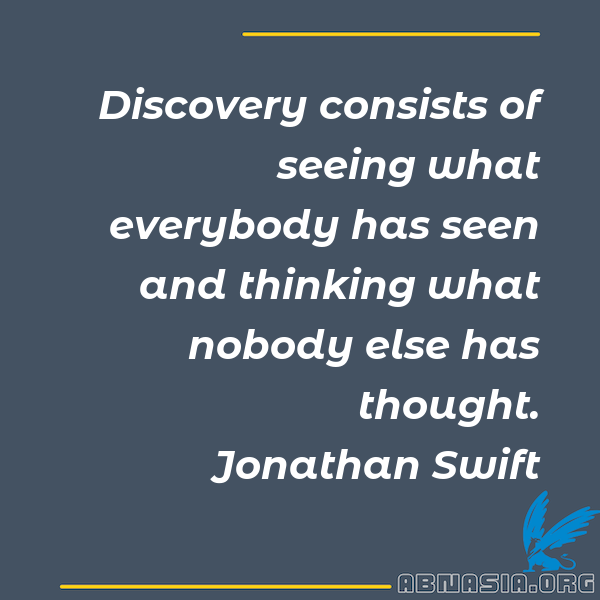 Discovery consists of
seeing what
everybody has seen
and thinking what
nobody else has
thought.
Jonathan Swift
ABNASIA.ORG